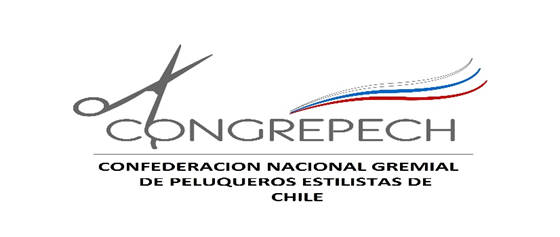 CONGREPECH
CONFEDERACION NACIONAL GREMIAL
DE PELUQUEROS ESTILISTAS DE
CHILE